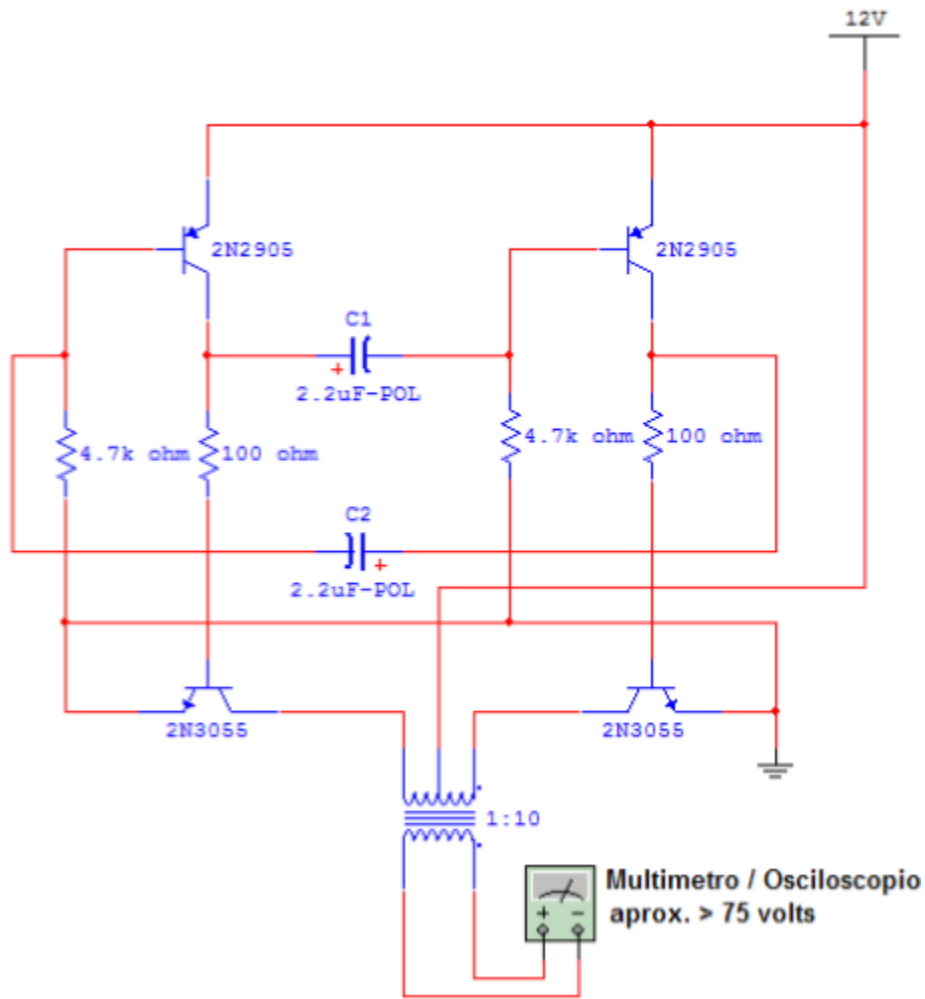 12V
2N2905
2N2905
C1
+
2.2uF-POL
4.7k ohm
100 ohm
4.7k ohm
100 ohm
C2
+
2.2uF-POL
2N3055
2N3055
1:10
Multimetro / Osciloscopio
aprox. > 75 volts
+ −